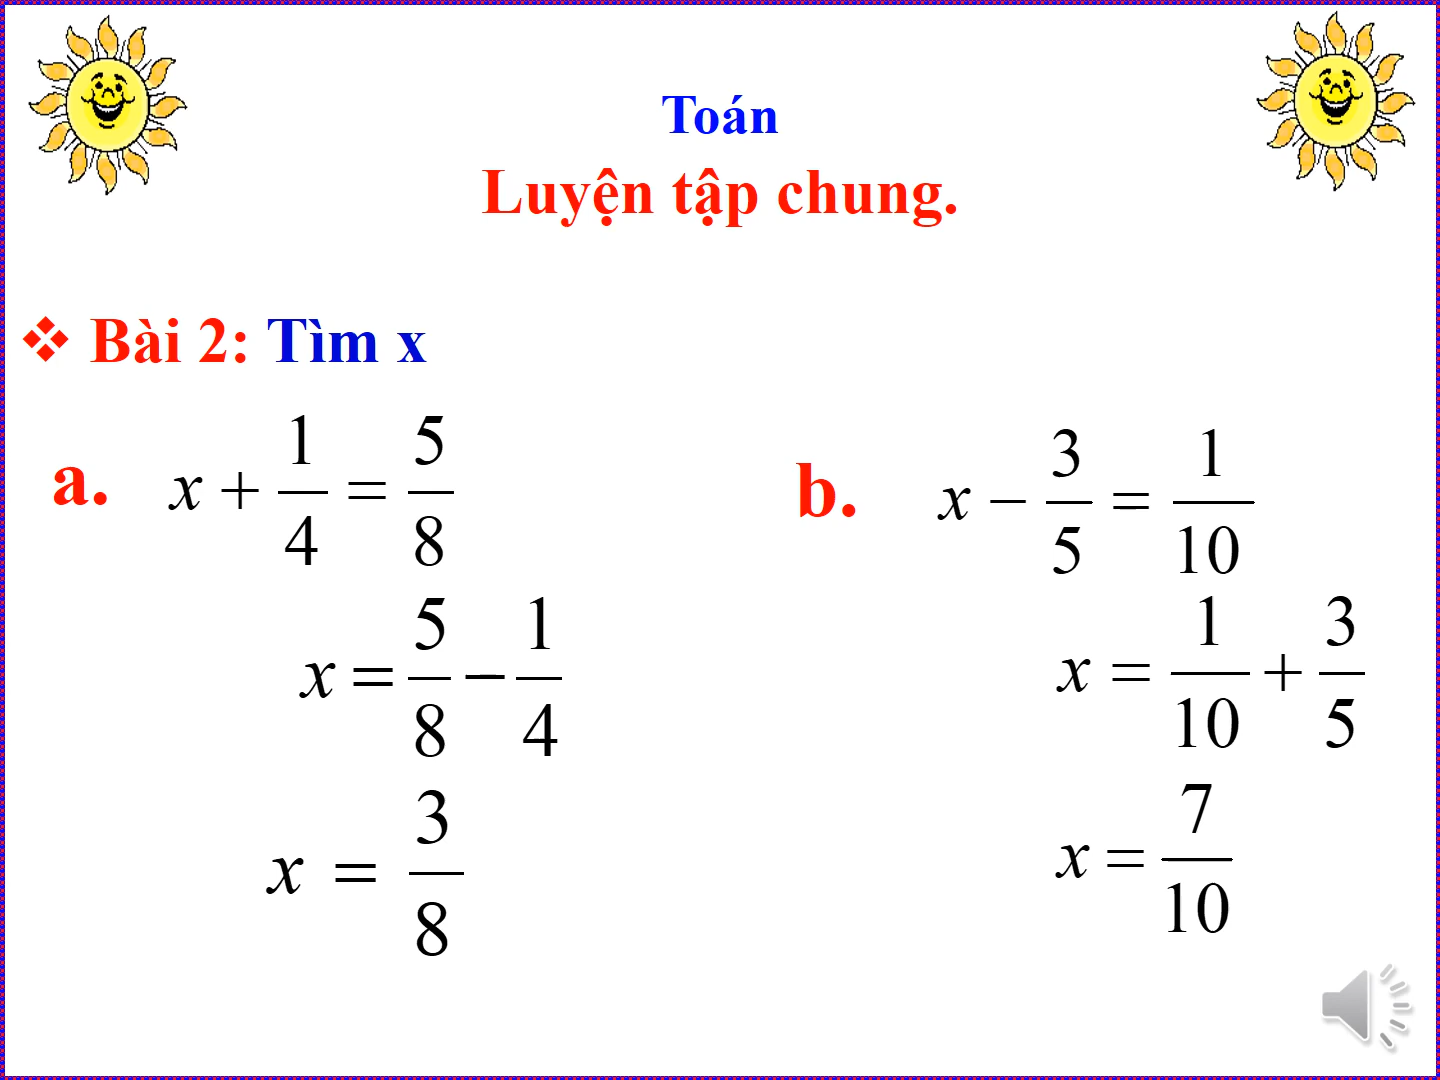 Toán
Luyện tập chung.
❖ Bài 2: Tìm x
a. x + 1/4 = 5/8
x = 5/8 − 1/4
x = 3/8
b. x − 3/5 = 1/10
x = 1/10 + 3/5
x = 7/10